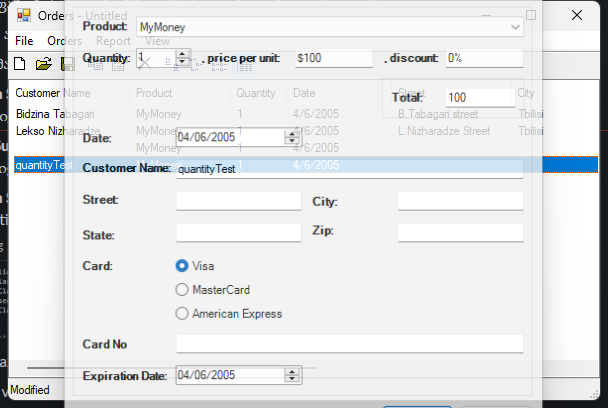 Orders - Untitled
File Orders Report View
Product: MyMoney
Quantity: 1 , price per unit: $100 , discount: 0%
Total: 100
Customer Name Product Quantity Date Street City
Bidzina Tabagari MyMoney 1 4/6/2005 B.Tabagari street Tbilisi
Lekso Nizharadze MyMoney 1 4/6/2005 L.Nizharadze Street Tbilisi
MyMoney 1 4/6/2005
quantityTest MyMoney 1 4/6/2005
Date: 04/06/2005
Customer Name: quantityTest
Street: City:
State: Zip:
Card: Visa
MasterCard
American Express
Card No
Expiration Date: 04/06/2005
Modified